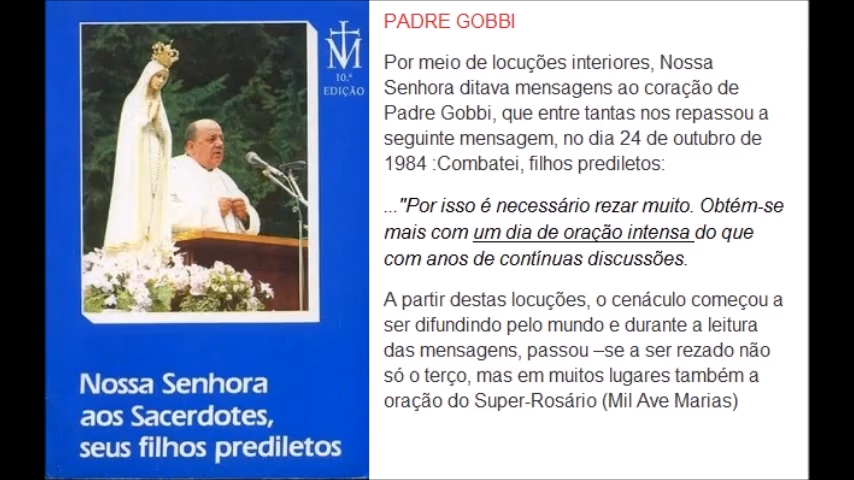 10.ª
EDIÇÃO
Nossa Senhora
aos Sacerdotes,
seus filhos prediletos
PADRE GOBBI
Por meio de locuções interiores, Nossa
Senhora ditava mensagens ao coração de
Padre Gobbi, que entre tantas nos repassou a
seguinte mensagem, no dia 24 de outubro de
1984 :Combatei, filhos prediletos:
..."Por isso é necessário rezar muito. Obtém-se
mais com um dia de oração intensa do que
com anos de contínuas discussões.
A partir destas locuções, o cenáculo começou a
ser difundindo pelo mundo e durante a leitura
das mensagens, passou –se a ser rezado não
só o terço, mas em muitos lugares também a
oração do Super-Rosário (Mil Ave Marias)